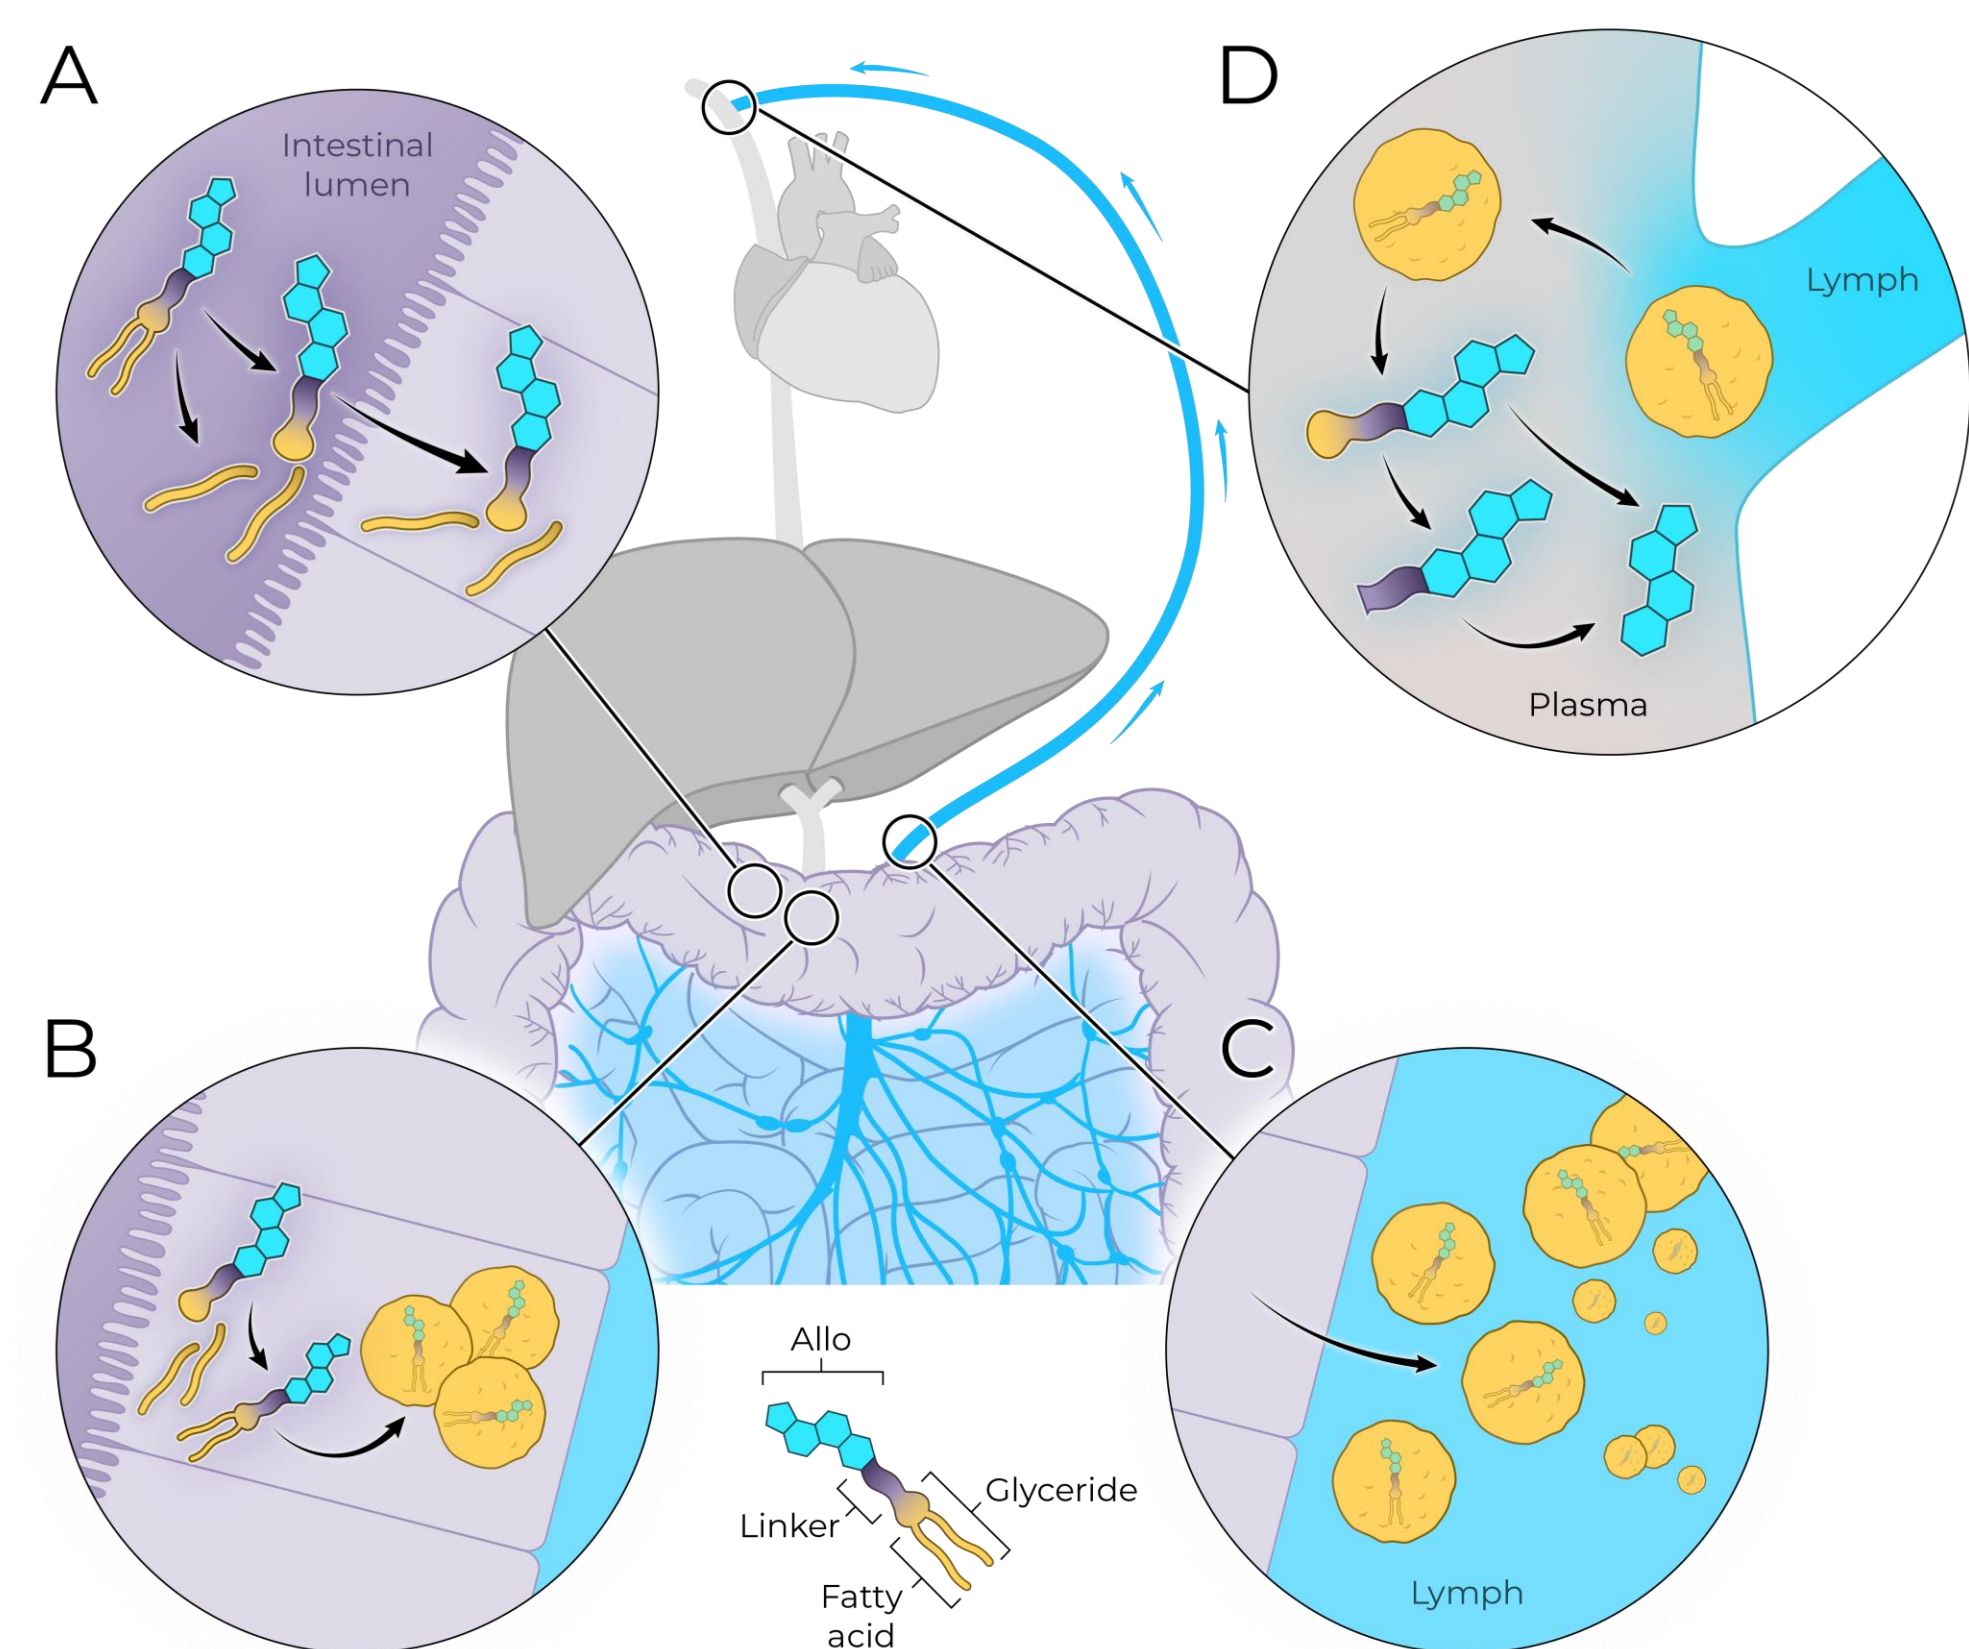 A
Intestinal
lumen
D
Lymph
Plasma
B
C
Lymph
Allo
Linker
Glyceride
Fatty
acid